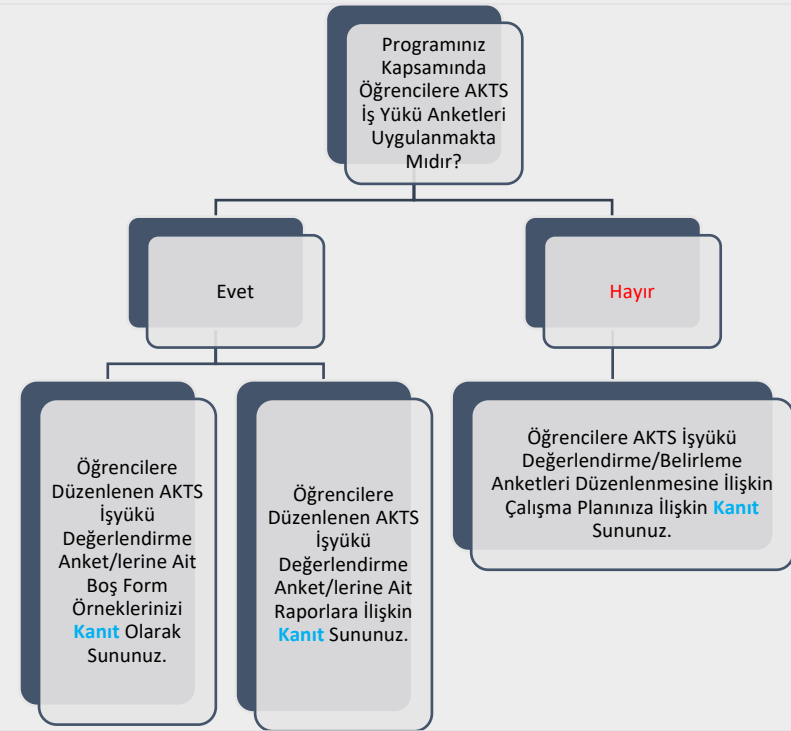 Programınız
Kapsamında
Öğrencilere AKTS
İş Yükü Anketleri
Uygulanmakta
Mıdır?
Evet
Hayır
Öğrencilere
Düzenlenen AKTS
İşyükü
Değerlendirme
Anket/lerine Ait
Boş Form
Örneklerinizi
Kanıt Olarak
Sununuz.
Öğrencilere
Düzenlenen AKTS
İşyükü
Değerlendirme
Anket/lerine Ait
Raporlara İlişkin
Kanıt Sununuz.
Öğrencilere AKTS İşyükü
Değerlendirme/Belirleme
Anketleri Düzenlenmesine İlişkin
Çalışma Planınıza İlişkin Kanıt
Sununuz.